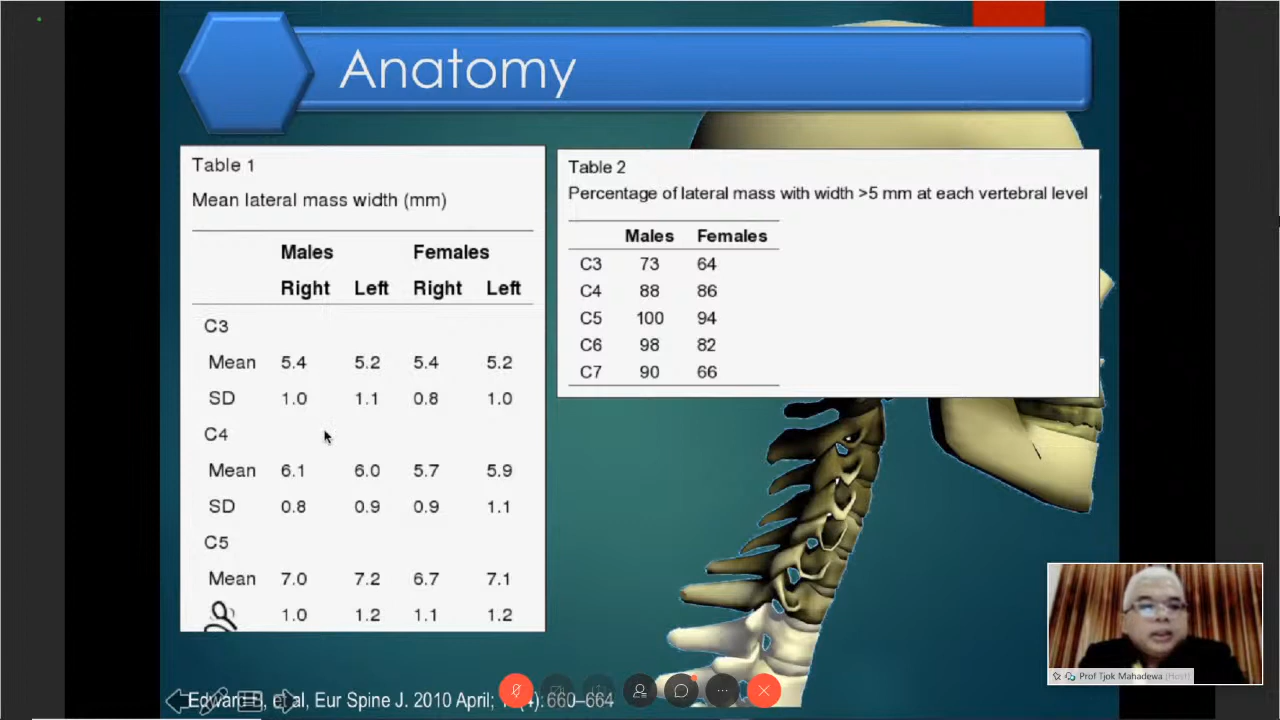 Anatomy
Table 1
Mean lateral mass width (mm)
Males Females
Right Left Right Left
C3
Mean 5.4 5.2 5.4 5.2
SD 1.0 1.1 0.8 1.0
C4
Mean 6.1 6.0 5.7 5.9
SD 0.8 0.9 0.9 1.1
C5
Mean 7.0 7.2 6.7 7.1
1.0 1.2 1.1 1.2
Table 2
Percentage of lateral mass with width >5 mm at each vertebral level
Males Females
C3 73 64
C4 88 86
C5 100 94
C6 98 82
C7 90 66
Eur Spine J. 2010 April; 660–664
Prof Tjok Mahadewa (Host)